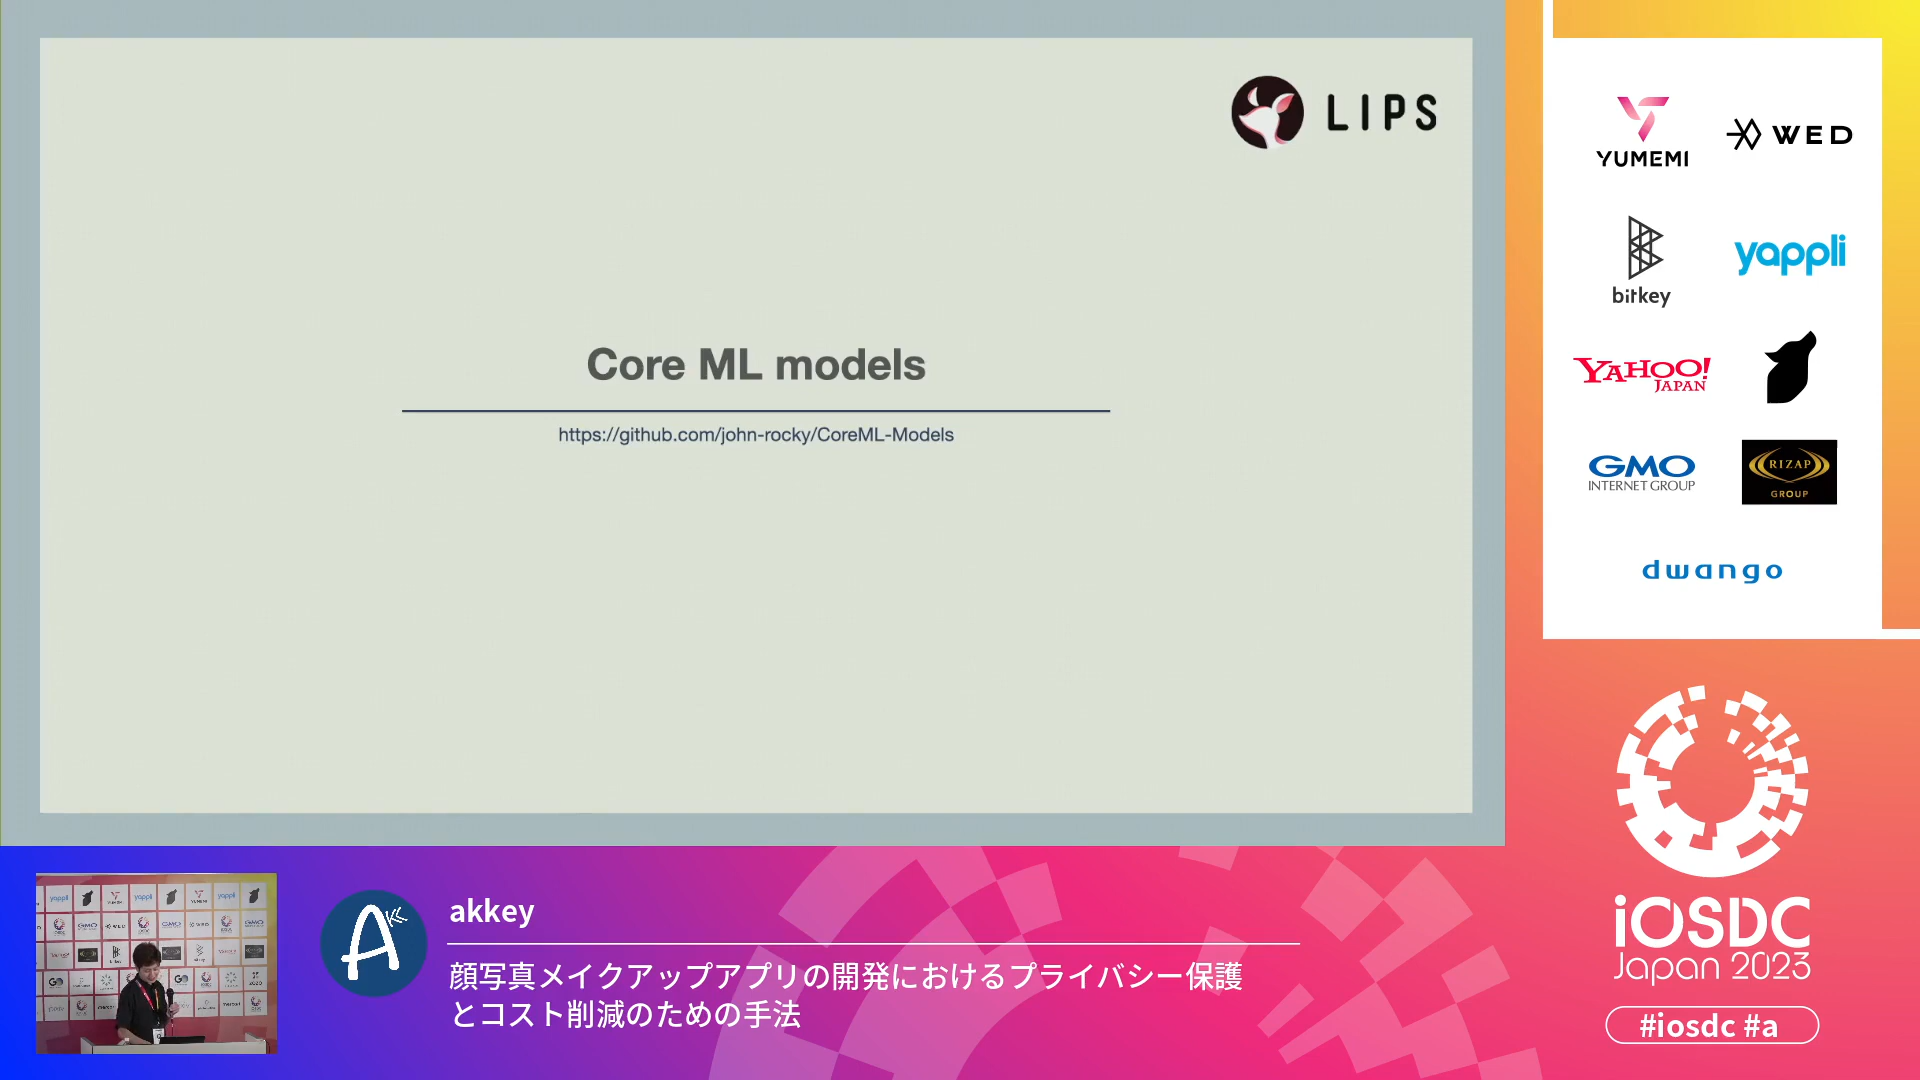 LIPS
Core ML models
https://github.com/john-rocky/CoreML-Models
YUMEMI
WED
bitkey
yappli
YAHOO!
JAPAN
GMO
INTERNET GROUP
RIZAP
GROUP
dwango
akkey
顔写真メイクアップアプリの開発におけるプライバシー保護
とコスト削減のための手法
iOSDC
Japan 2023
#iosdc #a